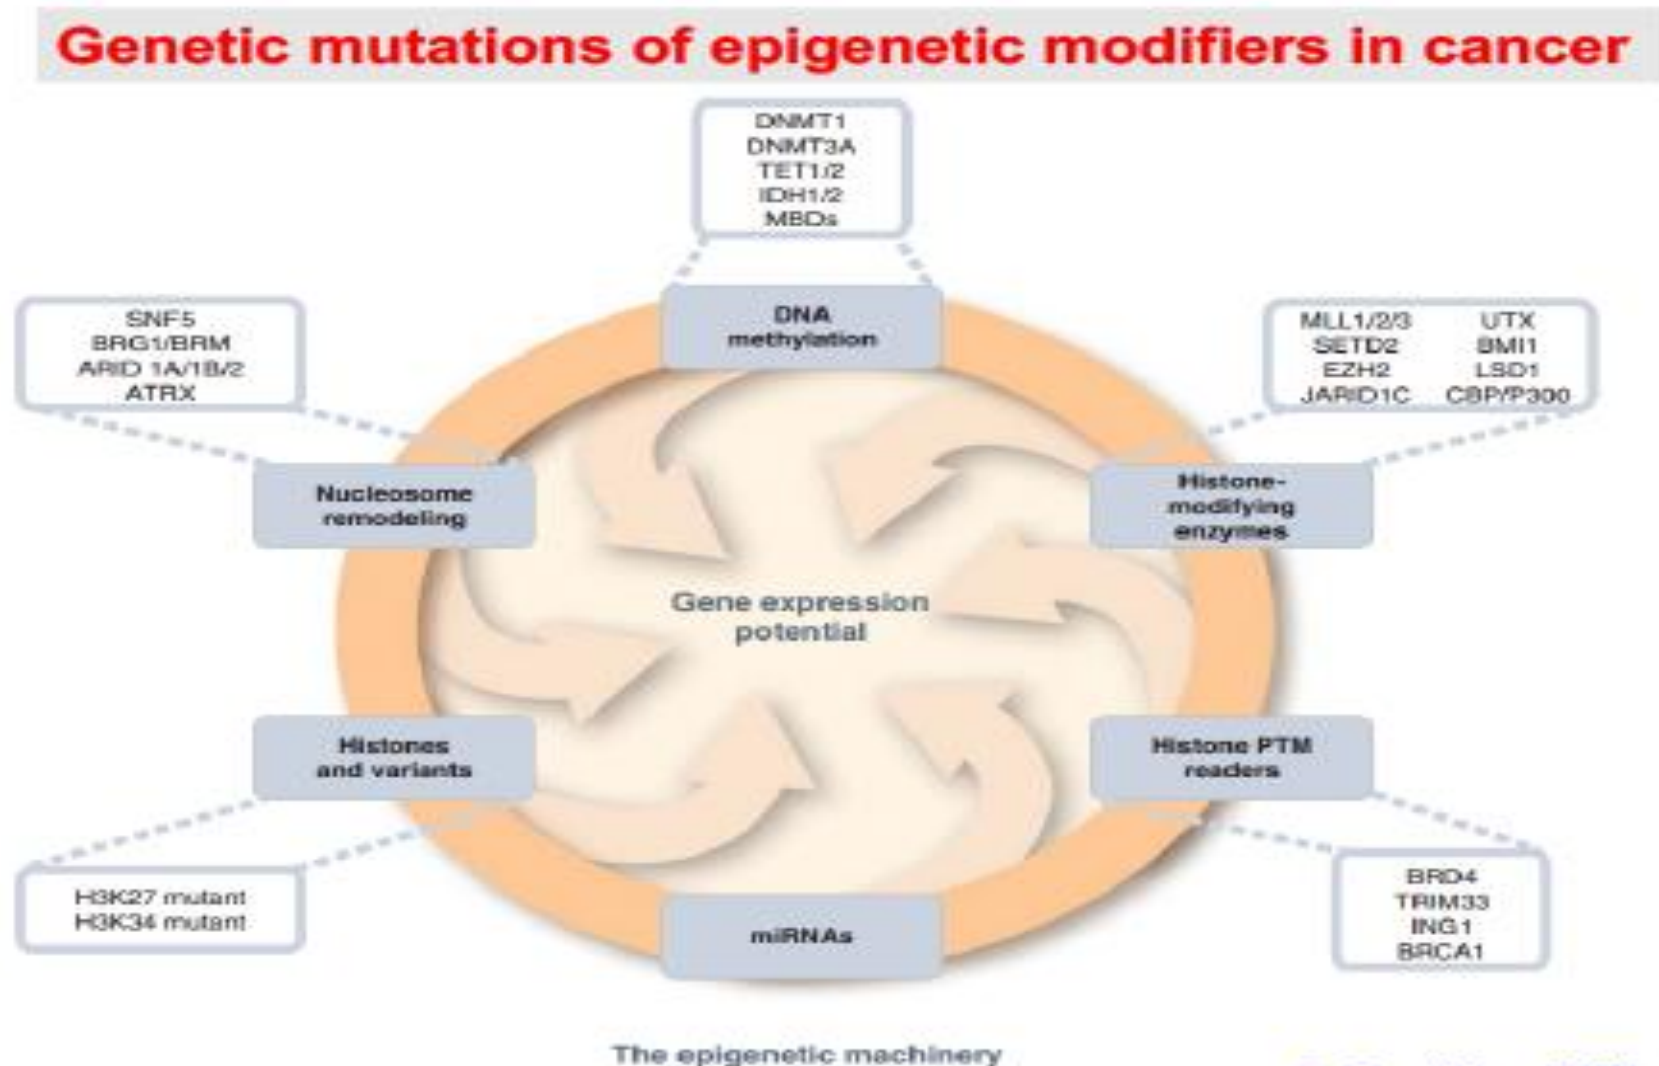 Genetic mutations of epigenetic modifiers in cancer
DNMT1
DNMT3A
TET1/2
IDH1/2
MBDs
DNA
methylation
SNF5
BRG1/BRM
ARID 1A/1B/2
ATRX
MLL1/2/3 UTX
SETD2 BMI1
EZH2 LSD1
JARID1C CBP/P300
Nucleosome
remodeling
Histone-
modifying
enzymes
Gene expression
potential
Histones
and variants
Histone PTM
readers
H3K27 mutant
H3K34 mutant
miRNAs
BRD4
TRIM33
ING1
BRCA1
The epigenetic machinery